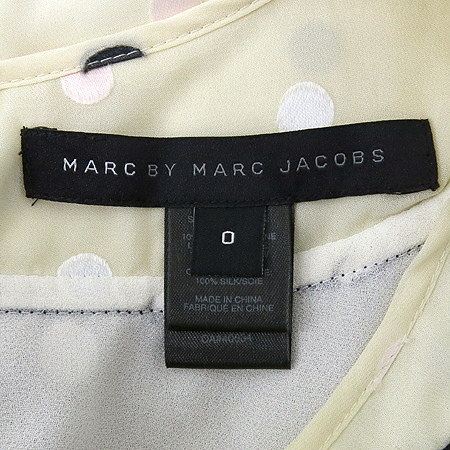 MARC BY MARC JACOBS
0
100% SILK/SOIE
MADE IN CHINA
FABRIQUÉ EN CHINE